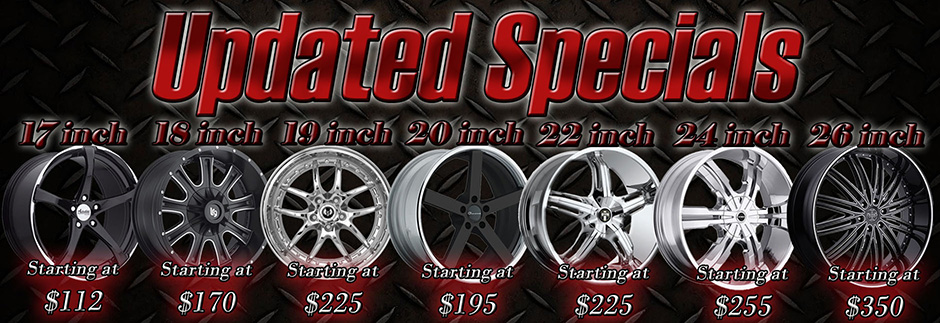 Updated Specials
17 inch 18 inch 19 inch 20 inch 22 inch 24 inch 26 inch
Starting at Starting at Starting at Starting at Starting at Starting at Starting at
$112 $170 $225 $195 $225 $255 $350